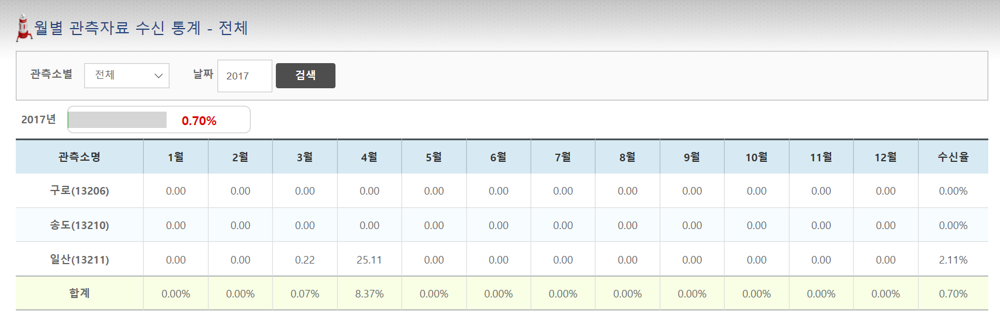 월별 관측자료 수신 통계 - 전체
관측소별 전체 날짜 2017 검색
2017년 0.70%
관측소명 1월 2월 3월 4월 5월 6월 7월 8월 9월 10월 11월 12월 수신율
구로(13206) 0.00 0.00 0.00 0.00 0.00 0.00 0.00 0.00 0.00 0.00 0.00 0.00 0.00%
송도(13210) 0.00 0.00 0.00 0.00 0.00 0.00 0.00 0.00 0.00 0.00 0.00 0.00 0.00%
일산(13211) 0.00 0.00 0.22 25.11 0.00 0.00 0.00 0.00 0.00 0.00 0.00 0.00 2.11%
합계 0.00% 0.00% 0.07% 8.37% 0.00% 0.00% 0.00% 0.00% 0.00% 0.00% 0.00% 0.00% 0.70%